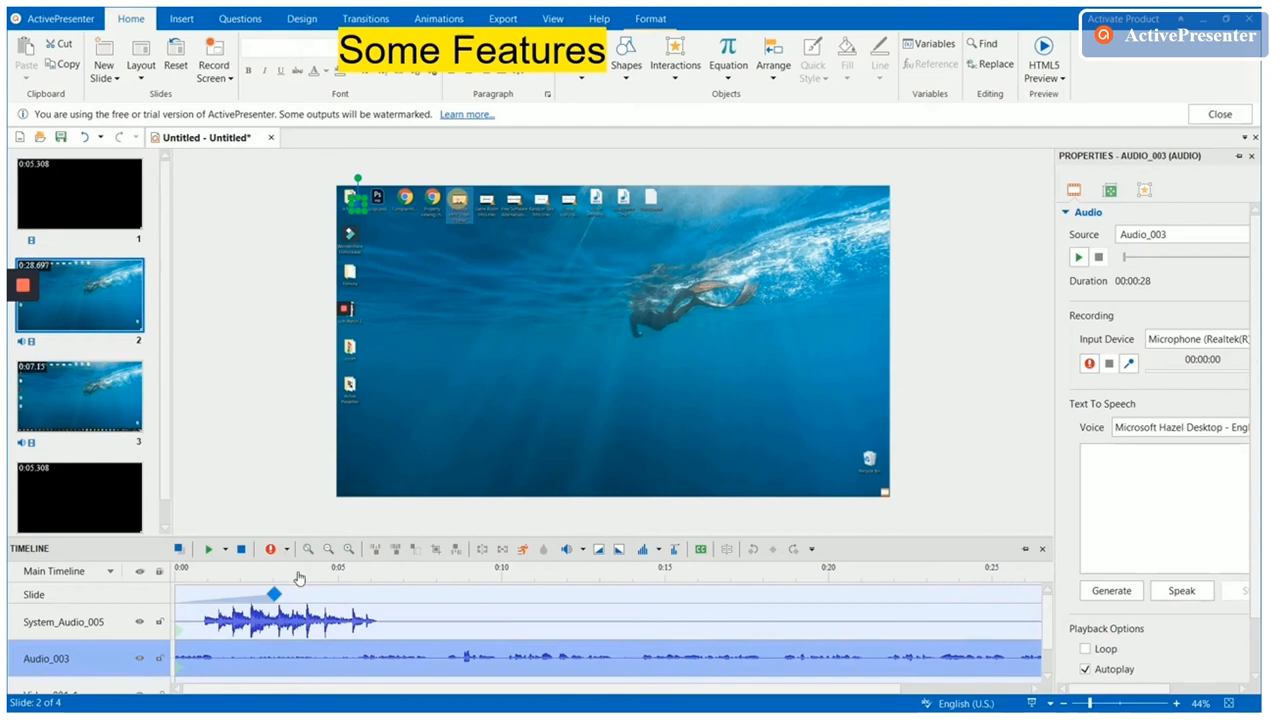 ActivePresenter
Home
Insert
Questions
Design
Transitions
Animations
Export
View
Help
Format
Activate Product
ActivePresenter
Some Features
Paste
Cut
Copy
Clipboard
New
Slide
Layout
Reset
Record
Screen
Slides
B I U abc A
Font
Paragraph
Shapes
Interactions
Equation
Arrange
Quick
Style
Fill
Line
Objects
Variables
Reference
Variables
Find
Replace
Editing
HTML5
Preview
Preview
You are using the free or trial version of ActivePresenter. Some outputs will be watermarked. Learn more...
Close
Untitled - Untitled*
0:05.308
1
0:28.697
2
0:07.15
3
0:05.308
Ps
PROPERTIES - AUDIO_003 (AUDIO)
Audio
Source Audio_003
Duration 00:00:28
Recording
Input Device Microphone (Realtek(R)
00:00:00
Text To Speech
Voice Microsoft Hazel Desktop - Engl
Generate
Speak
Playback Options
Loop
Autoplay
TIMELINE
Main Timeline
0:00 0:05 0:10 0:15 0:20 0:25
Slide
System_Audio_005
Audio_003
Slide: 2 of 4
English (U.S.)
44%